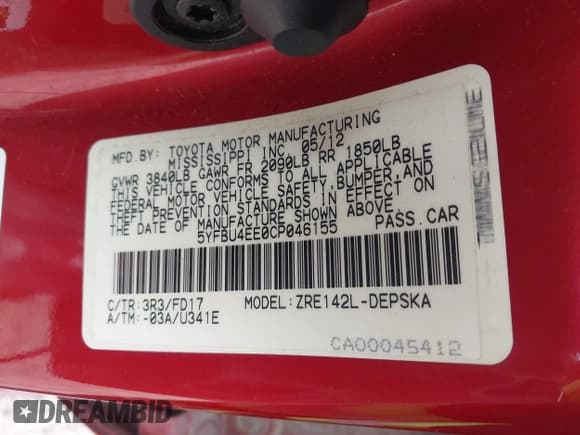 MFD.BY: TOYOTA MOTOR MANUFACTURING
MISSISSIPPI INC 05/12
GVWR 3840LB GAWR FR 2090LB RR 1850LB
THIS VEHICLE CONFORMS TO ALL APPLICABLE
FEDERAL MOTOR VEHICLE SAFETY, BUMPER, AND
THEFT PREVENTION STANDARDS IN EFFECT ON
THE DATE OF MANUFACTURE SHOWN ABOVE.
5YFBU4EE0CP046155 PASS.CAR
C/TR: 3R3/FD17 MODEL: ZRE142L-DEPSKA
A/TM: -03A/U341E
CA00045412
DREAMBID